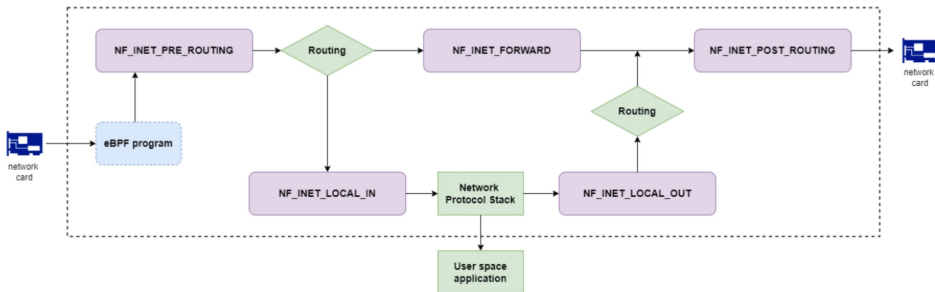 NF_INET_PRE_ROUTING
Routing
NF_INET_FORWARD
NF_INET_POST_ROUTING
network
card
Routing
eBPF program
network
card
NF_INET_LOCAL_IN
Network
Protocol Stack
NF_INET_LOCAL_OUT
User space
application